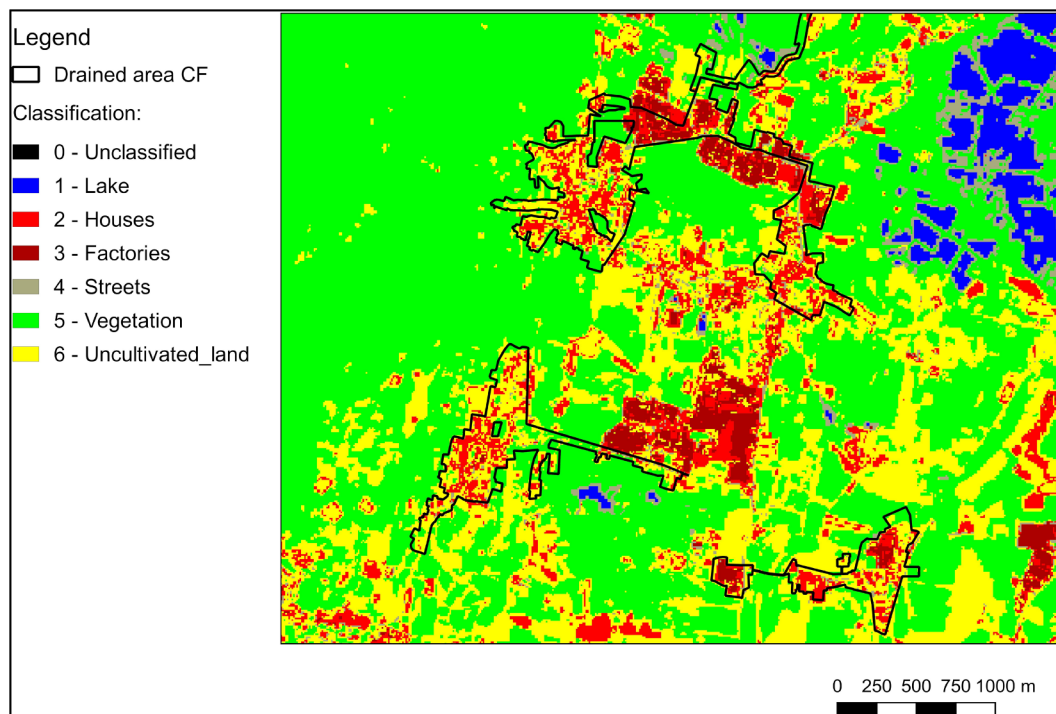 Legend
Drained area CF
Classification:
0 - Unclassified
1 - Lake
2 - Houses
3 - Factories
4 - Streets
5 - Vegetation
6 - Uncultivated_land
0 250 500 750 1000 m